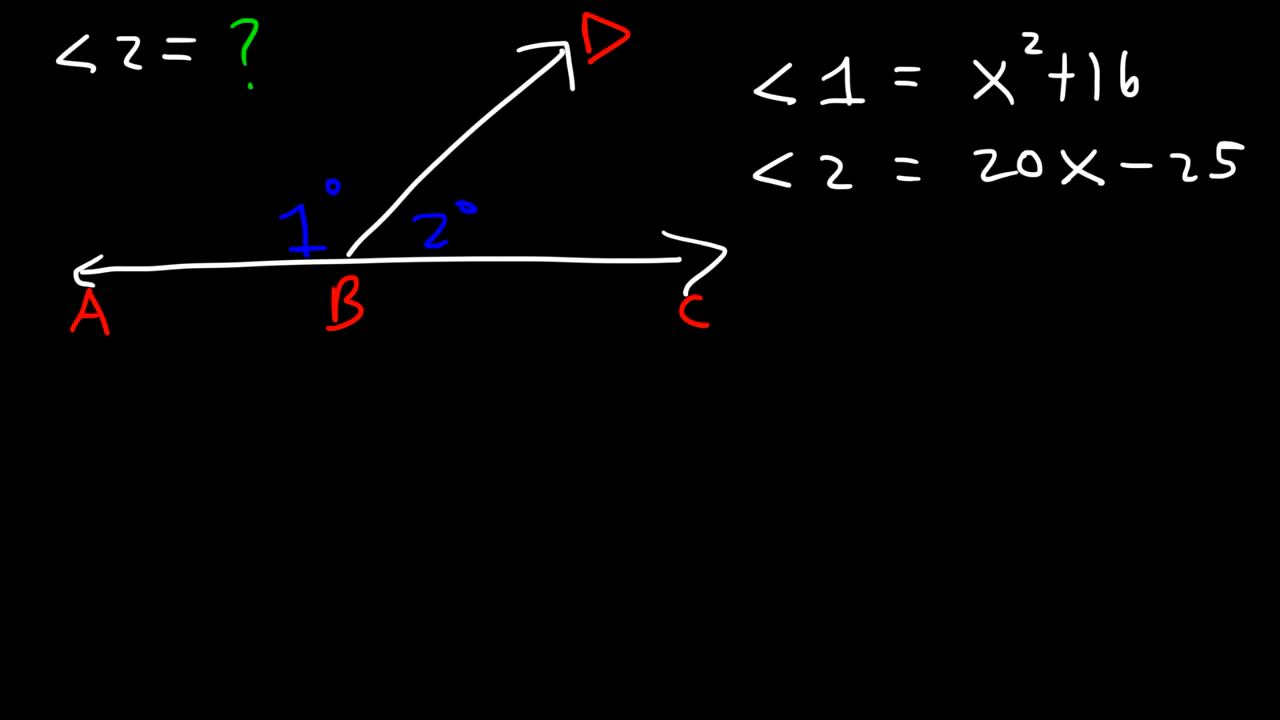 < 2 = ?
D
< 1 = x²+16
< 2 = 20x-25
1°
2°
A
B
C